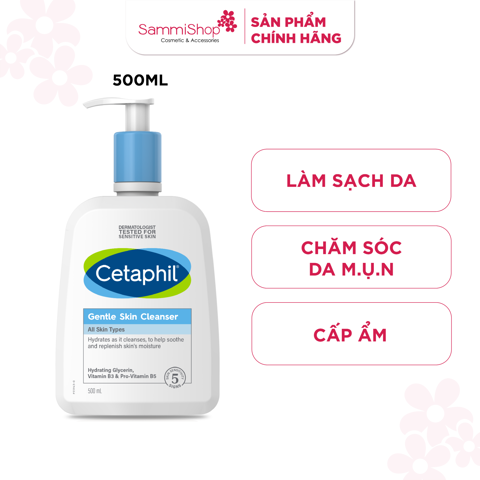 SammiShop
Cosmetic & Accessories
SẢN PHẨM
CHÍNH HÃNG
500ML
DERMATOLOGIST
TESTED FOR
SENSITIVE SKIN
Cetaphil®
Gentle Skin Cleanser
All Skin Types
Hydrates as it cleanses, to help soothe
and replenish skin's moisture
Hydrating Glycerin,
Vitamin B3 & Pro-Vitamin B5
5
500 mL
LÀM SẠCH DA
CHĂM SÓC
DA M.Ụ.N
CẤP ẨM